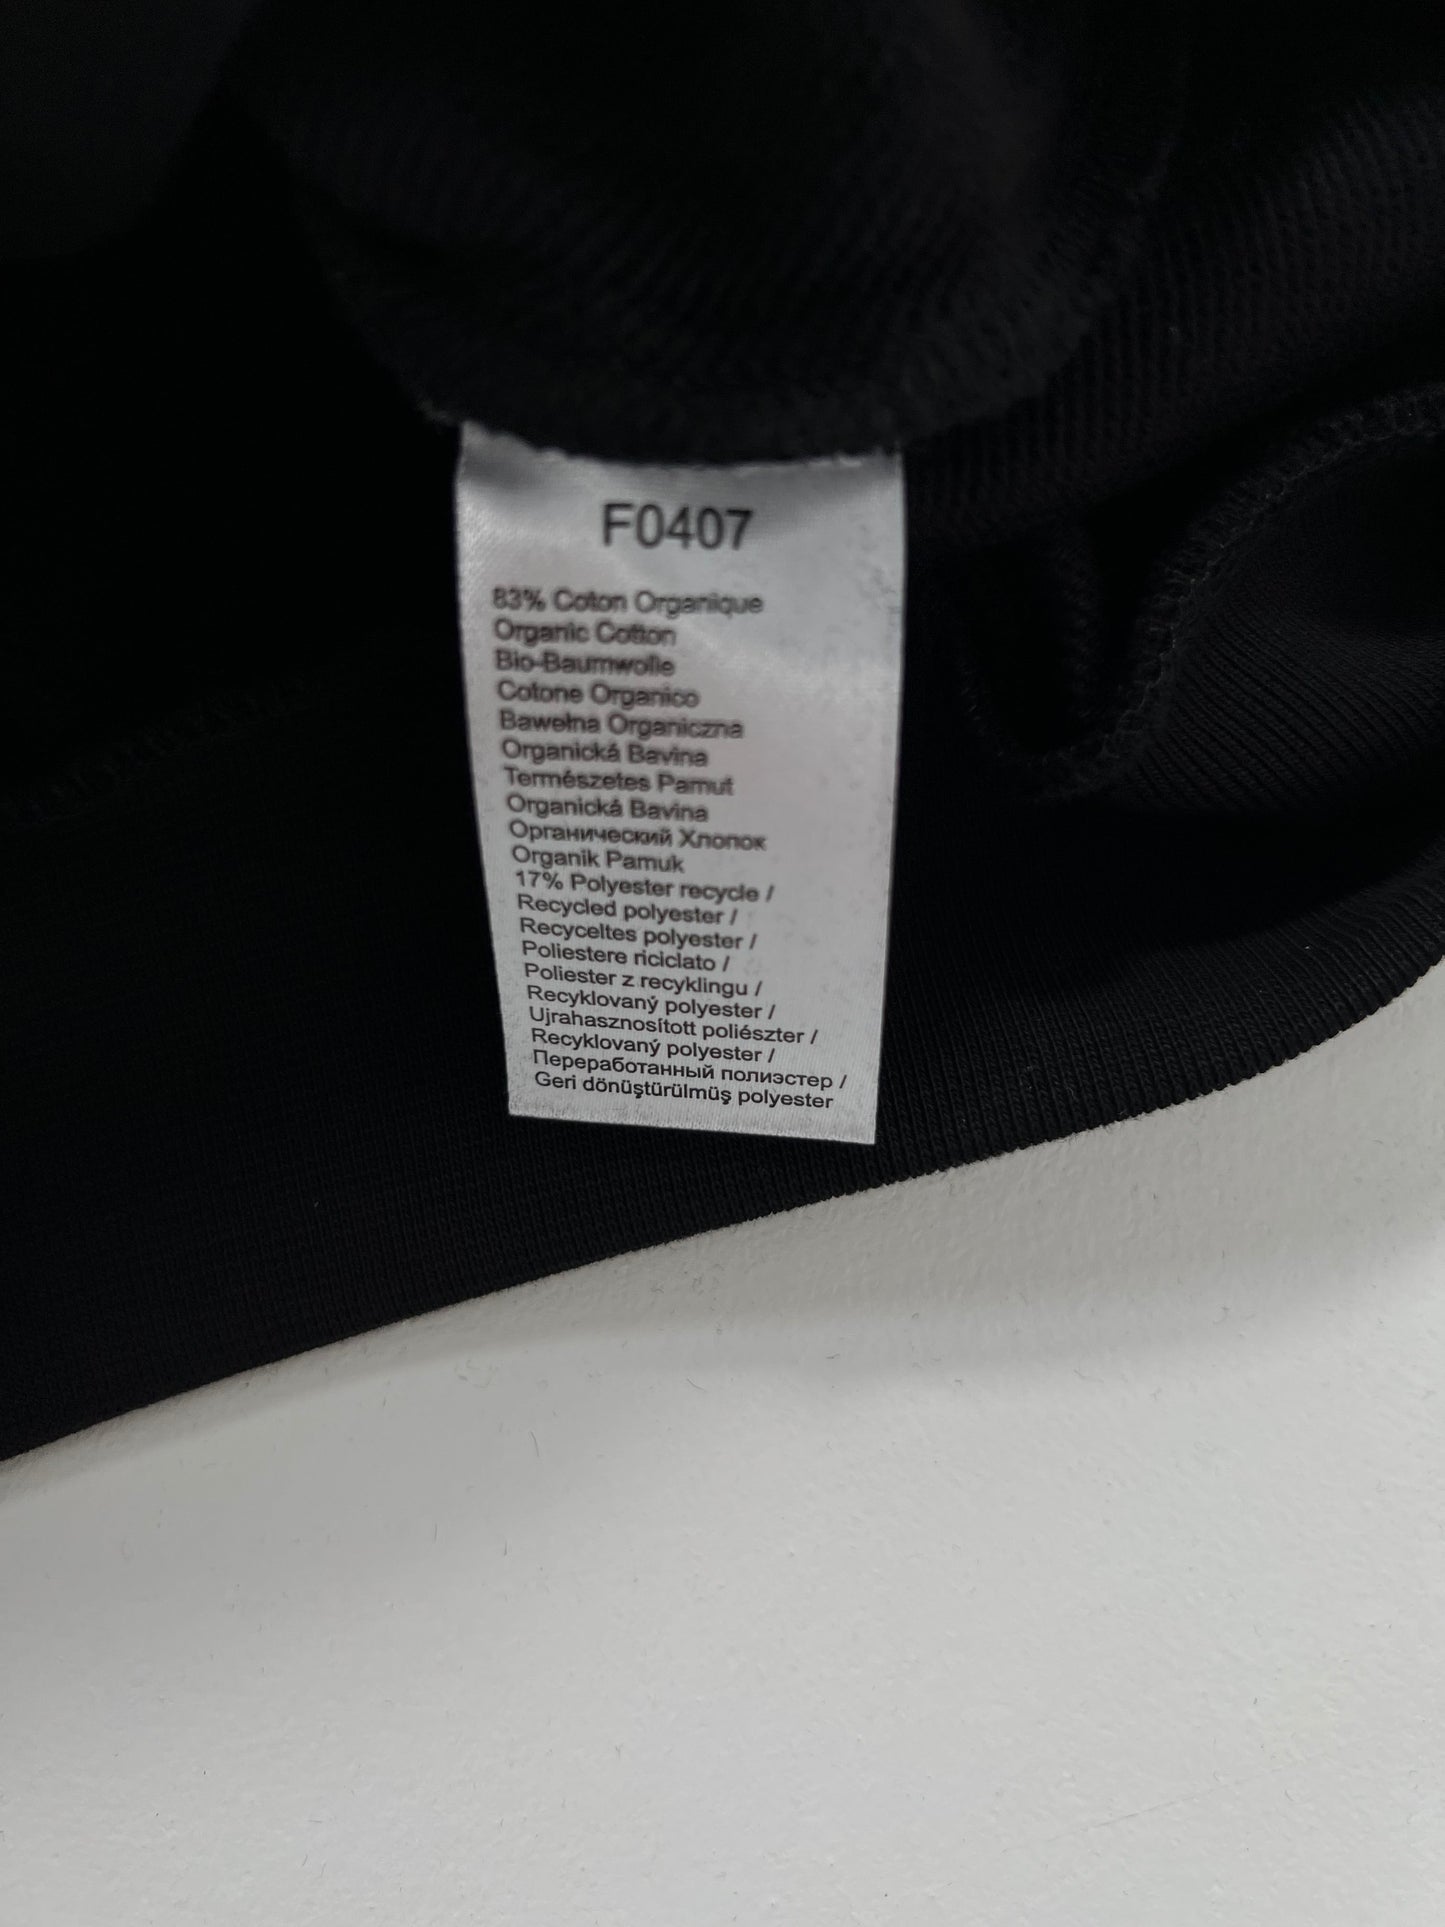 F0407
83% Coton Organique
Organic Cotton
Bio-Baumwolle
Cotone Organico
Bawełna Organiczna
Organická Bavina
Természetes Pamut
Organická Bavina
Органический Хлопок
Organik Pamuk
17% Polyester recycle /
Recycled polyester /
Recyceltes polyester /
Poliestere riciclato /
Poliester z recyklingu /
Recyklovaný polyester /
Ujrahasznosított poliészter /
Recyklovaný polyester /
Переработанный полиэстер /
Geri dönüştürülmüş polyester